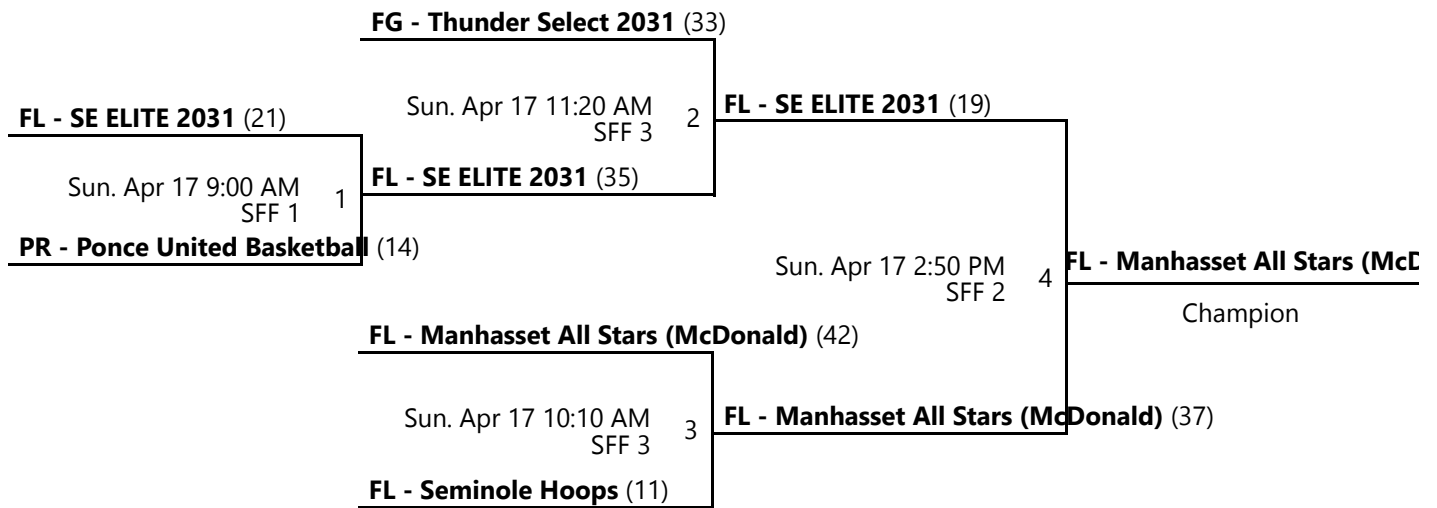 FG - Thunder Select 2031 (33)
Sun. Apr 17 11:20 AM
SFF 3
2
FL - SE ELITE 2031 (19)
FL - SE ELITE 2031 (21)
Sun. Apr 17 9:00 AM
SFF 1
1
FL - SE ELITE 2031 (35)
PR - Ponce United Basketball (14)
Sun. Apr 17 2:50 PM
SFF 2
4
FL - Manhasset All Stars (McD
Champion
FL - Manhasset All Stars (McDonald) (42)
Sun. Apr 17 10:10 AM
SFF 3
3
FL - Manhasset All Stars (McDonald) (37)
FL - Seminole Hoops (11)